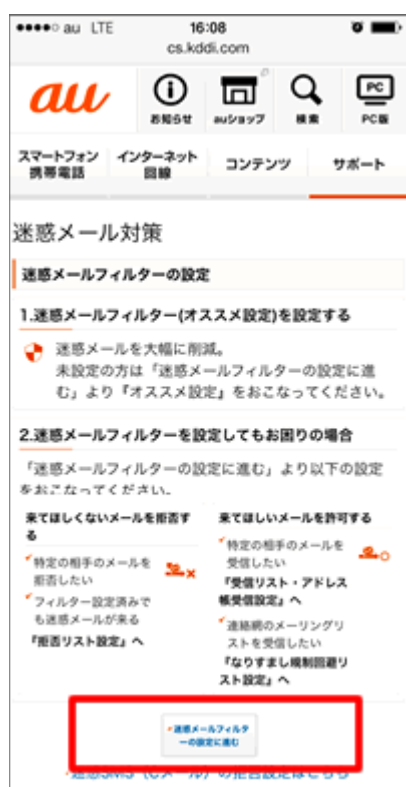 au LTE 16:08
cs.kddi.com
au
お知らせ auショップ 検索 PC版
PC
スマートフォン
携帯電話
インターネット
回線
コンテンツ
サポート
迷惑メール対策
迷惑メールフィルターの設定
1.迷惑メールフィルター(オススメ設定)を設定する
迷惑メールを大幅に削減。
未設定の方は「迷惑メールフィルターの設定に進
む」より『オススメ設定』をおこなってください。
2.迷惑メールフィルターを設定してもお困りの場合
「迷惑メールフィルターの設定に進む」より以下の設定
をおこなってください。
来てほしくないメールを拒否す
る
特定の相手のメールを
拒否したい
フィルター設定済みで
も迷惑メールが来る
『拒否リスト設定』へ
来てほしいメールを許可する
特定の相手のメールを
受信したい
『受信リスト・アドレス
帳受信設定』へ
連絡網のメーリングリ
ストを受信したい
『なりすまし規制回避リ
スト設定』へ
迷惑メールフィルタ
ーの設定に進む
迷惑SMS（Cメール）の拒否設定はこちら